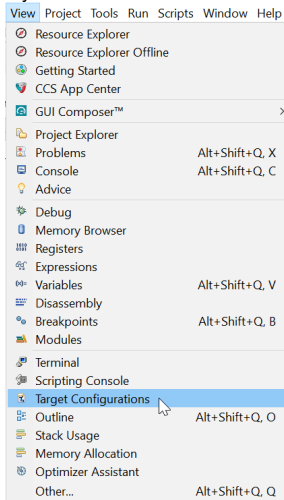 View Project Tools Run Scripts Window Help
Resource Explorer
Resource Explorer Offline
Getting Started
CCS App Center
GUI Composer™
Project Explorer
Problems Alt+Shift+Q, X
Console Alt+Shift+Q, C
Advice
Debug
Memory Browser
Registers
Expressions
Variables Alt+Shift+Q, V
Disassembly
Breakpoints Alt+Shift+Q, B
Modules
Terminal
Scripting Console
Target Configurations
Outline Alt+Shift+Q, O
Stack Usage
Memory Allocation
Optimizer Assistant
Other... Alt+Shift+Q, Q